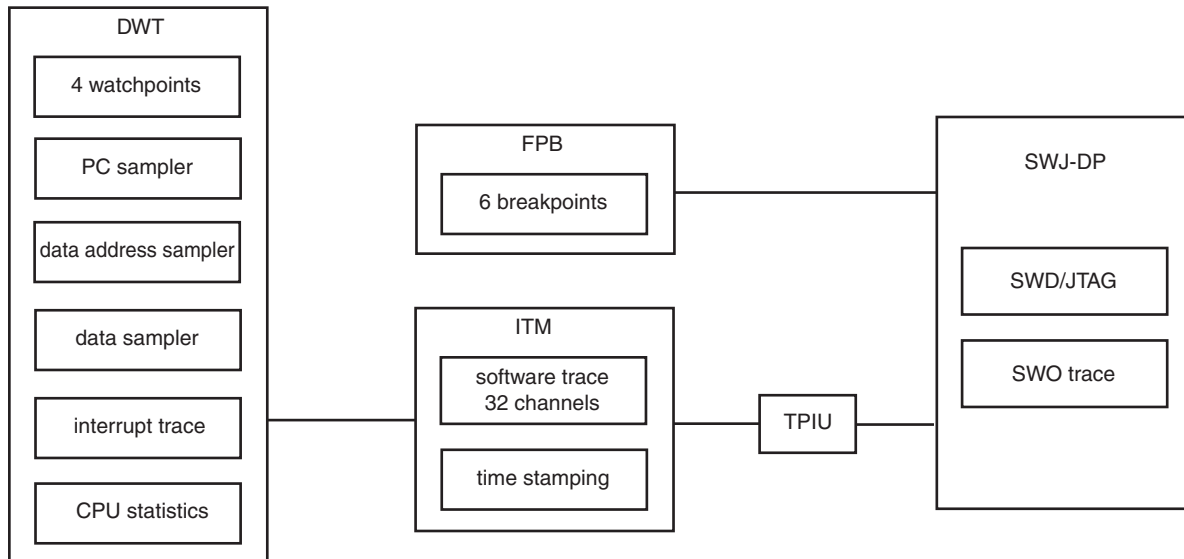 DWT
4 watchpoints
PC sampler
data address sampler
data sampler
interrupt trace
CPU statistics
FPB
6 breakpoints
ITM
software trace
32 channels
time stamping
TPIU
SWJ-DP
SWD/JTAG
SWO trace